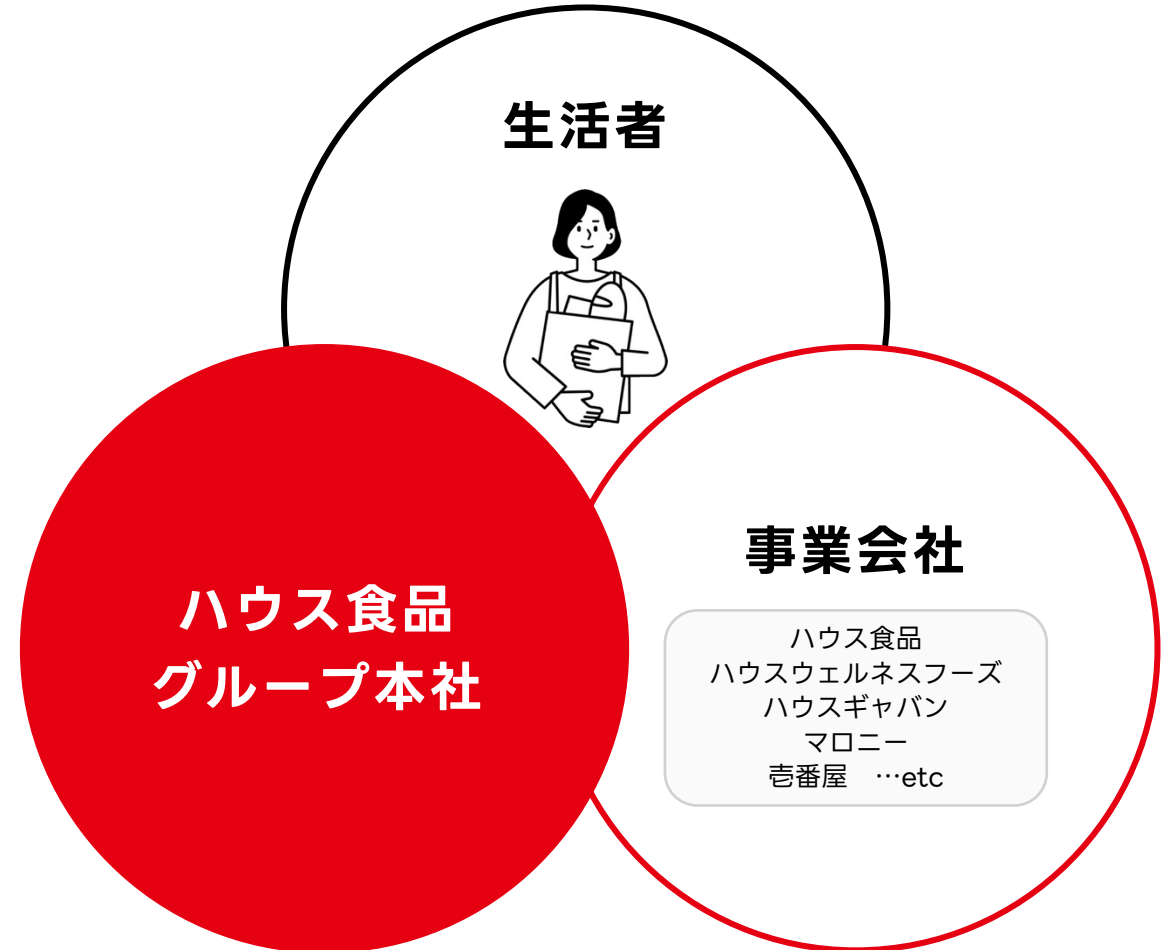 生活者
ハウス食品
グループ本社
事業会社
ハウス食品
ハウスウェルネスフーズ
ハウスギャバン
マロニー
壱番屋　…etc